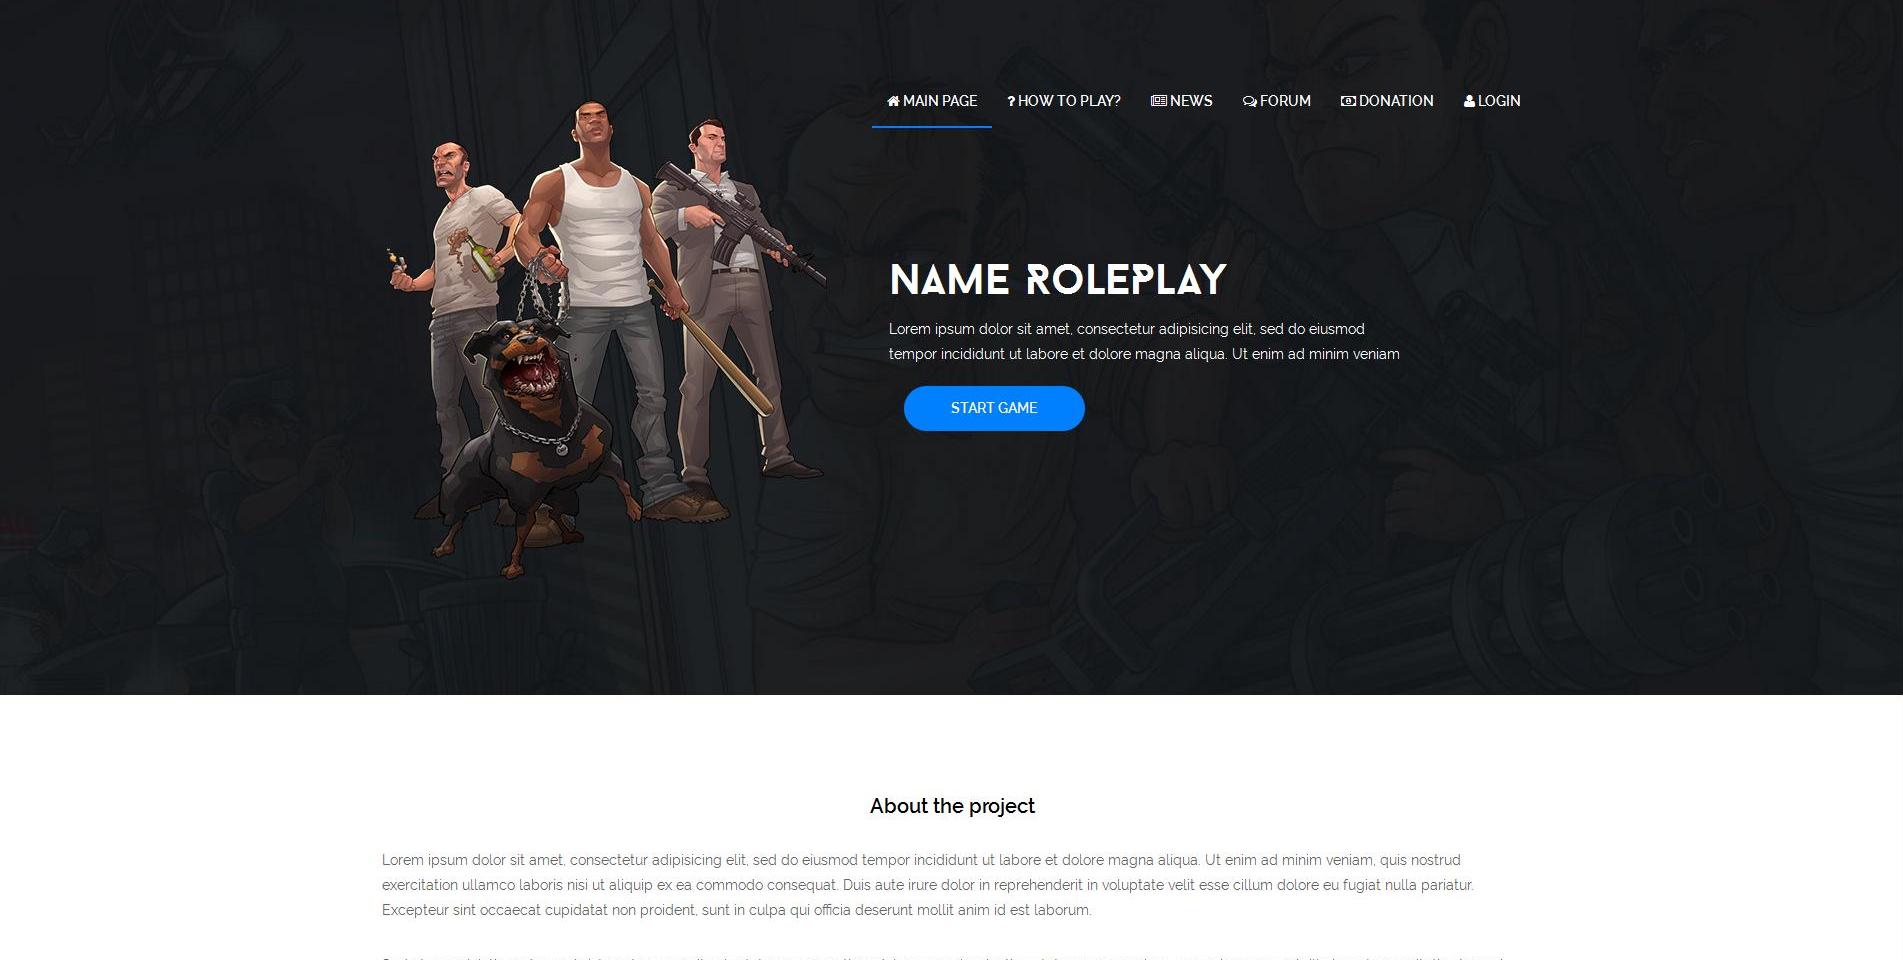 MAIN PAGE ? HOW TO PLAY? NEWS FORUM DONATION LOGIN
NAME ROLEPLAY
Lorem ipsum dolor sit amet, consectetur adipisicing elit, sed do eiusmod
tempor incididunt ut labore et dolore magna aliqua. Ut enim ad minim veniam
START GAME
About the project
Lorem ipsum dolor sit amet, consectetur adipisicing elit, sed do eiusmod tempor incididunt ut labore et dolore magna aliqua. Ut enim ad minim veniam, quis nostrud
exercitation ullamco laboris nisi ut aliquip ex ea commodo consequat. Duis aute irure dolor in reprehenderit in voluptate velit esse cillum dolore eu fugiat nulla pariatur.
Excepteur sint occaecat cupidatat non proident, sunt in culpa qui officia deserunt mollit anim id est laborum.